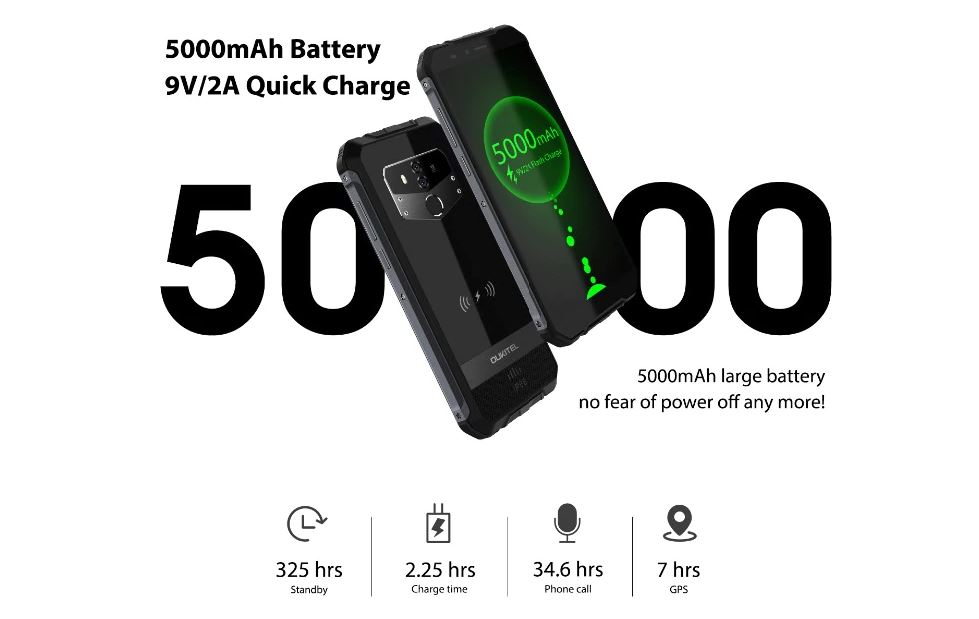 5000mAh Battery
9V/2A Quick Charge
5000mAh
9V/2A Flash Charge
5000
OUKITEL
IP68
5000mAh large battery
no fear of power off any more!
325 hrs
Standby
2.25 hrs
Charge time
34.6 hrs
Phone call
7 hrs
GPS